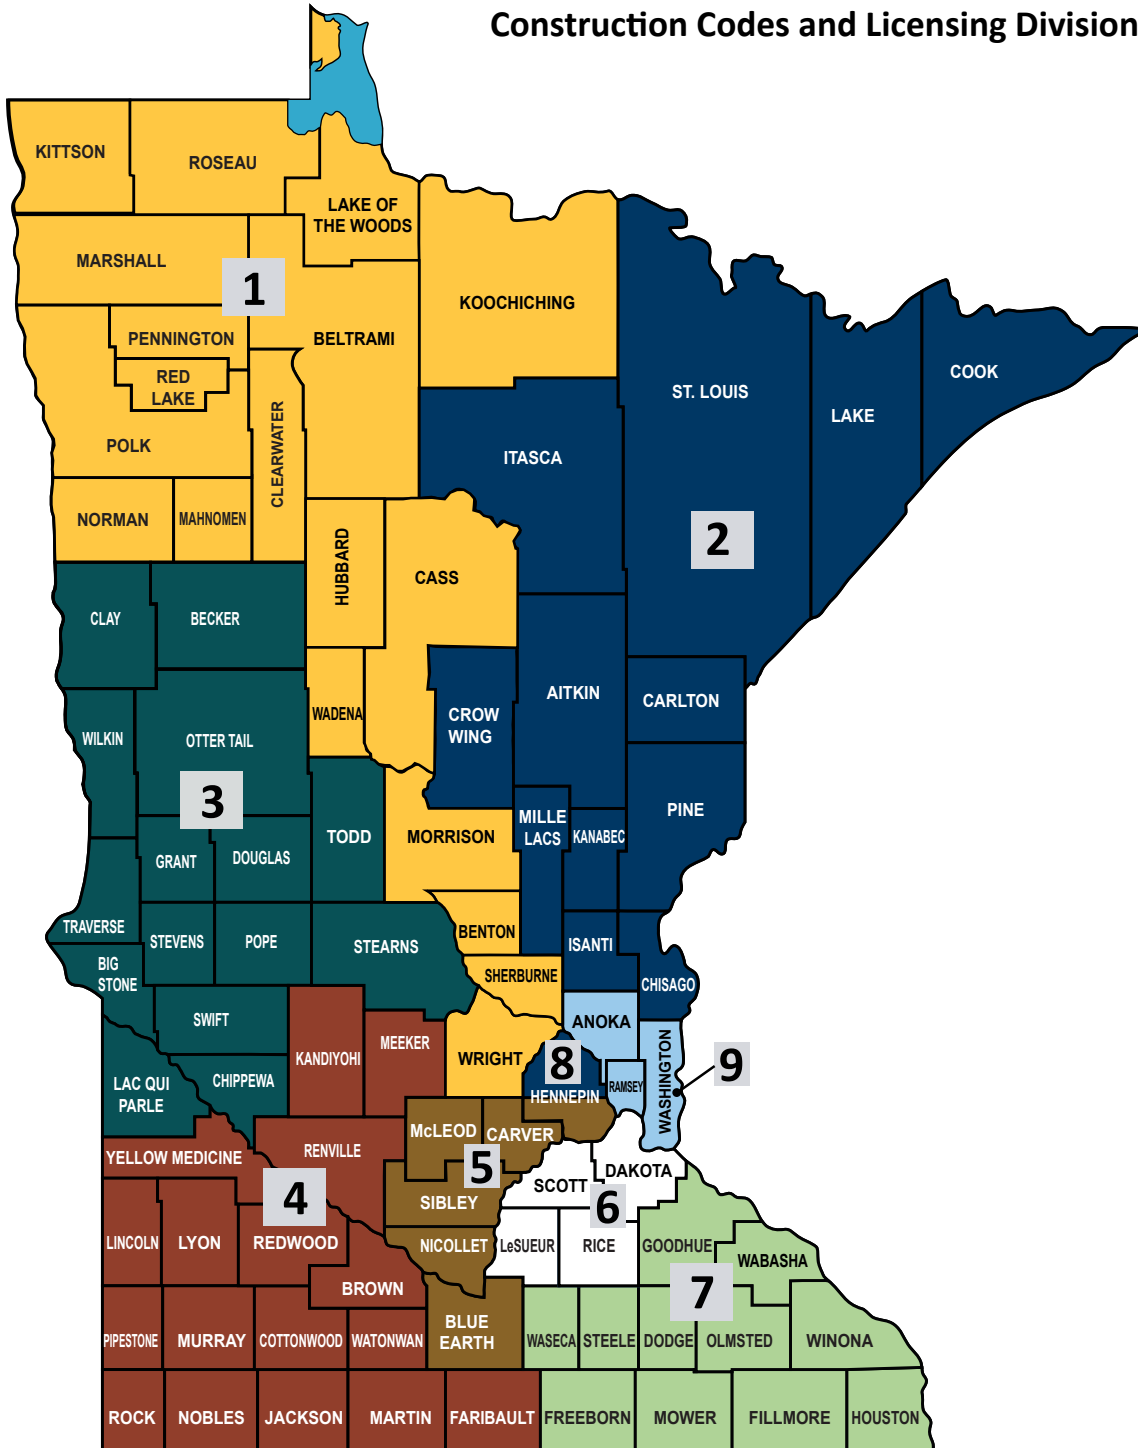 Construction Codes and Licensing Division
KITTSON
ROSEAU
LAKE OF
THE WOODS
MARSHALL
1
KOOCHICHING
PENNINGTON
BELTRAMI
RED
LAKE
COOK
ST. LOUIS
LAKE
POLK
CLEARWATER
ITASCA
NORMAN
MAHNOMEN
2
HUBBARD
CASS
CLAY
BECKER
AITKIN
CARLTON
WADENA
CROW
WING
WILKIN
OTTER TAIL
3
PINE
MILLE
LACS
KANABEC
TODD
MORRISON
GRANT
DOUGLAS
TRAVERSE
STEVENS
POPE
STEARNS
BENTON
ISANTI
BIG
STONE
SHERBURNE
CHISAGO
SWIFT
ANOKA
KANDIYOHI
MEEKER
WRIGHT
8
WASHINGTON
9
LAC QUI
PARLE
CHIPPEWA
HENNEPIN
RAMSEY
McLEOD
CARVER
YELLOW MEDICINE
RENVILLE
5
SCOTT
DAKOTA
4
SIBLEY
6
LINCOLN
LYON
REDWOOD
NICOLLET
LeSUEUR
RICE
GOODHUE
WABASHA
BROWN
7
PIPESTONE
MURRAY
COTTONWOOD
WATONWAN
BLUE
EARTH
WASECA
STEELE
DODGE
OLMSTED
WINONA
ROCK
NOBLES
JACKSON
MARTIN
FARIBAULT
FREEBORN
MOWER
FILLMORE
HOUSTON